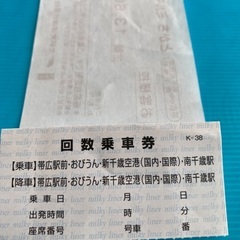 K-38
回数乗車券
【乗車】帯広駅前・おびうん・新千歳空港(国内・国際)・南千歳駅
【降車】帯広駅前・おびうん・新千歳空港(国内・国際)・南千歳駅
乗車日 月 日
出発時間 時 分
座席番号 号車 番